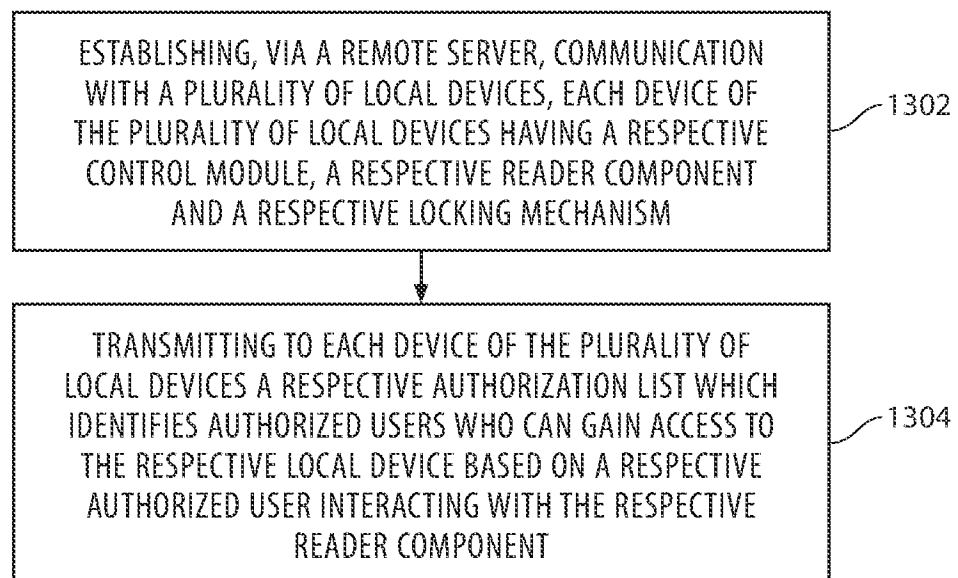 ESTABLISHING, VIA A REMOTE SERVER, COMMUNICATION
WITH A PLURALITY OF LOCAL DEVICES, EACH DEVICE OF
THE PLURALITY OF LOCAL DEVICES HAVING A RESPECTIVE
CONTROL MODULE, A RESPECTIVE READER COMPONENT
AND A RESPECTIVE LOCKING MECHANISM
1302
TRANSMITTING TO EACH DEVICE OF THE PLURALITY OF
LOCAL DEVICES A RESPECTIVE AUTHORIZATION LIST WHICH
IDENTIFIES AUTHORIZED USERS WHO CAN GAIN ACCESS TO
THE RESPECTIVE LOCAL DEVICE BASED ON A RESPECTIVE
AUTHORIZED USER INTERACTING WITH THE RESPECTIVE
READER COMPONENT
1304